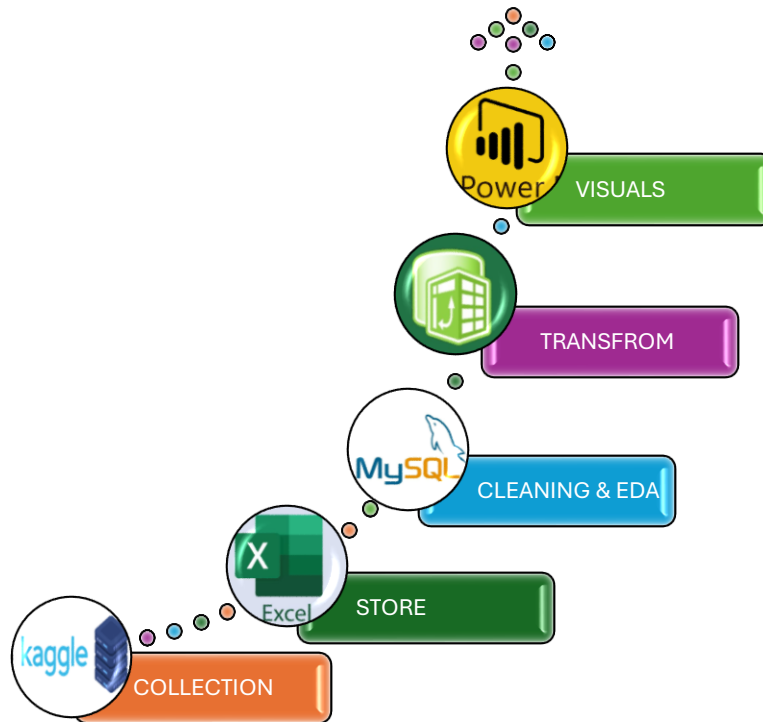 Power
VISUALS
TRANSFROM
MySQL
CLEANING & EDA
X
Excel
STORE
kaggle
COLLECTION